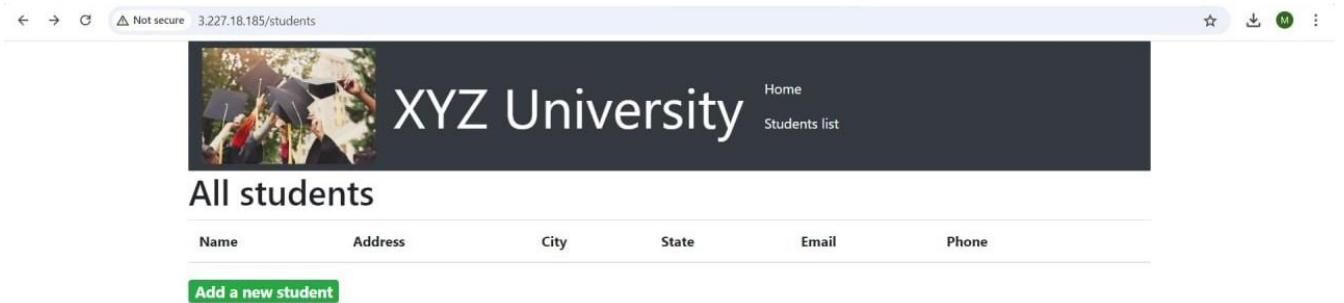 Not secure 3.227.18.185/students
M
XYZ University
Home
Students list
All students
Name Address City State Email Phone
Add a new student